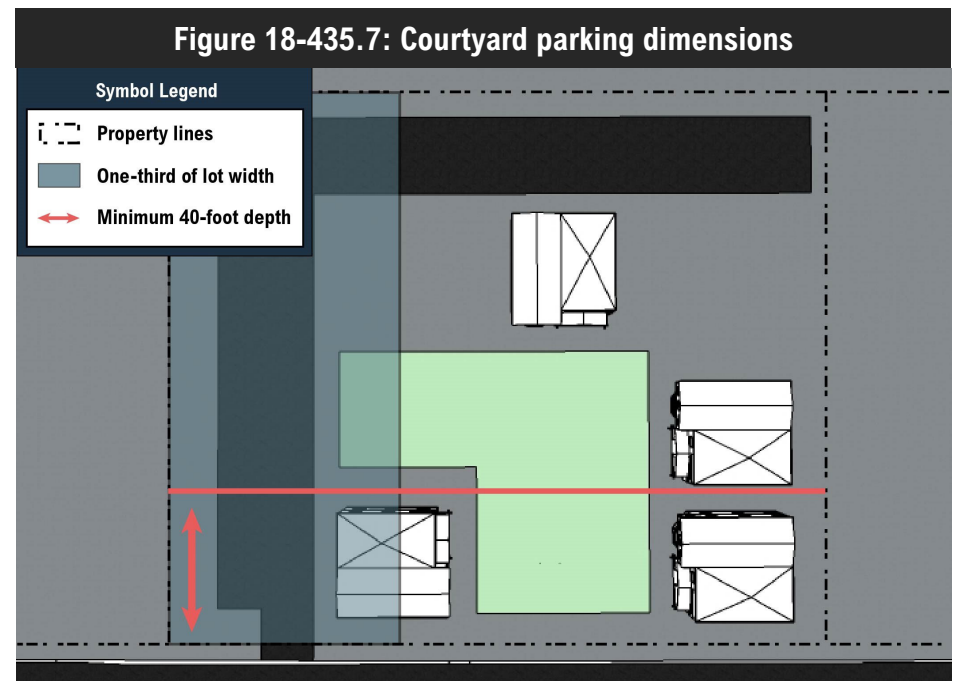 Figure 18-435.7: Courtyard parking dimensions
Symbol Legend
Property lines
One-third of lot width
Minimum 40-foot depth